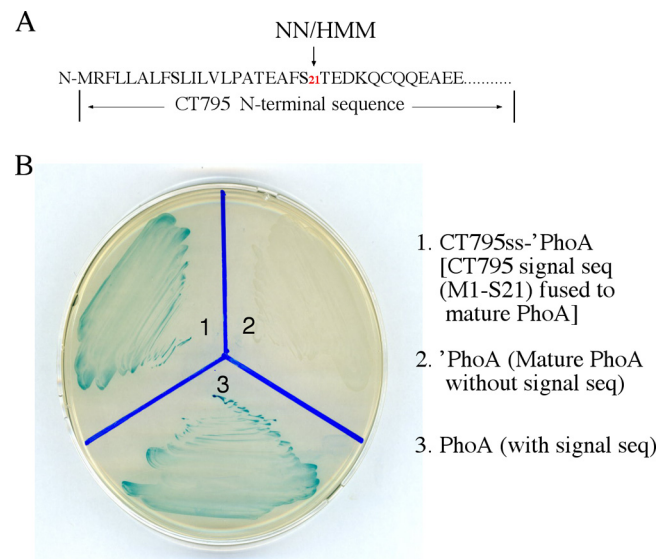 A
NN/HMM
N-MRFLLALFSLILVLPATEAFS21TEDKQCQQEAEE...........
CT795 N-terminal sequence
B
1
2
3
1. CT795ss-’PhoA
[CT795 signal seq
(M1-S21) fused to
mature PhoA]
2. ’PhoA (Mature PhoA
without signal seq)
3. PhoA (with signal seq)